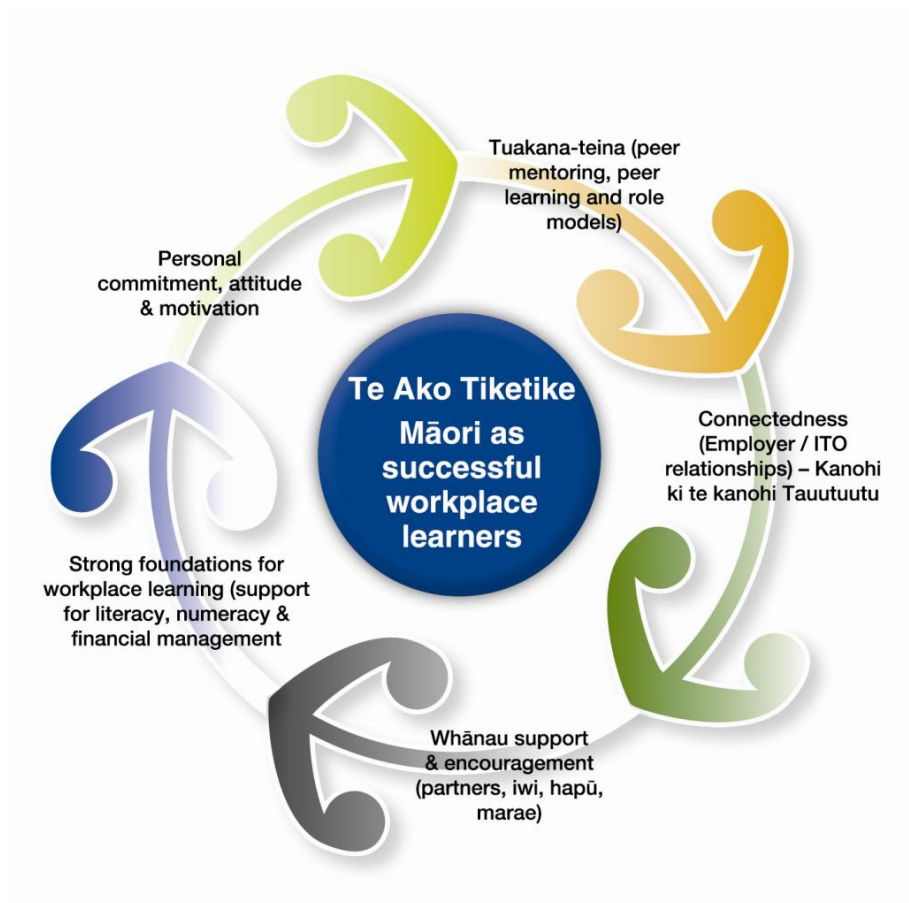 Tuakana-teina (peer
mentoring, peer
learning and role
models)
Personal
commitment, attitude
& motivation
Te Ako Tiketike
Māori as
successful
workplace
learners
Connectedness
(Employer / ITO
relationships) – Kanohi
ki te kanohi Tauutuutu
Strong foundations for
workplace learning (support
for literacy, numeracy &
financial management
Whānau support
& encouragement
(partners, iwi, hapū,
marae)